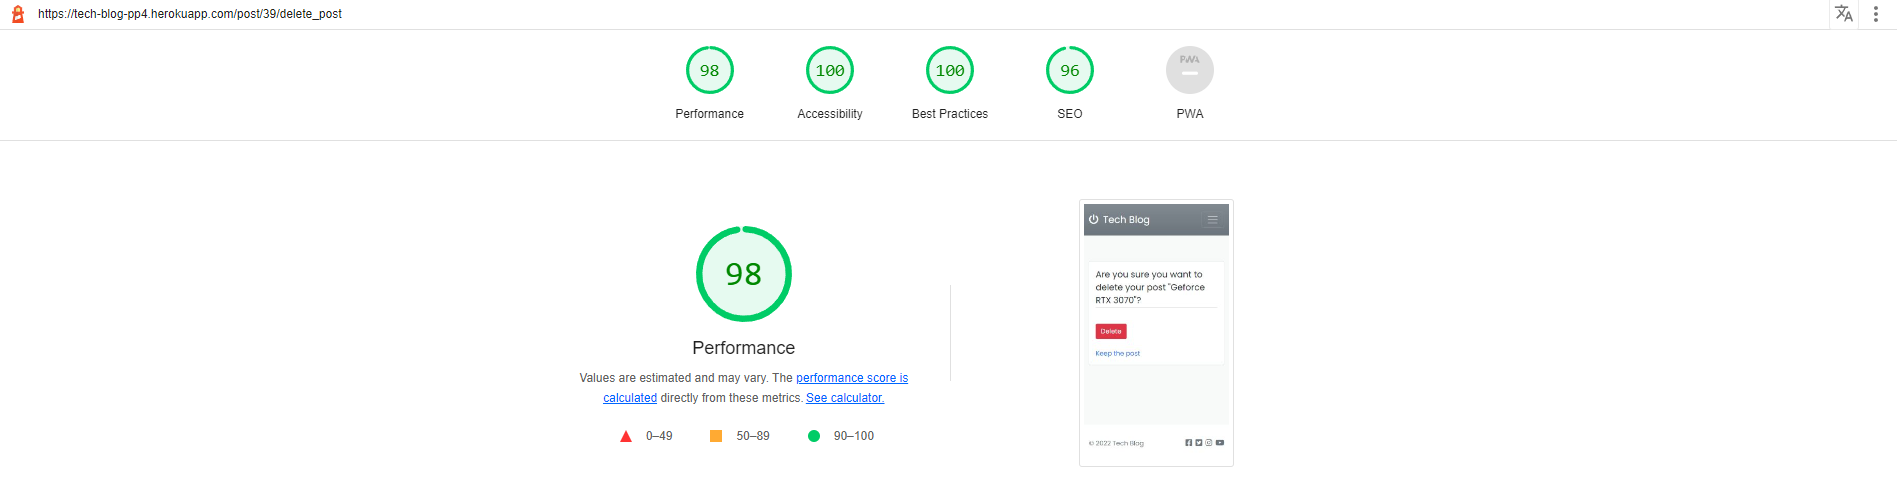 https://tech-blog-pp4.herokuapp.com/post/39/delete_post
98
100
100
96
PWA
Performance
Accessibility
Best Practices
SEO
PWA
98
Performance
Values are estimated and may vary. The performance score is
calculated directly from these metrics. See calculator.
0–49
50–89
90–100
Tech Blog
Are you sure you want to
delete your post "Geforce
RTX 3070"?
Delete
Keep the post
© 2022 Tech Blog